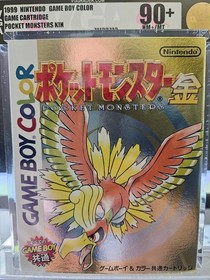 1999 NINTENDO GAME BOY COLOR
GAME CARTRIDGE
POCKET MONSTERS KIN
90+
NM+/MT
Nintendo
GAME BOY COLOR
ポケットモンスター金
POCKET MONSTERS
GAME BOY
共通
ゲームボーイ & カラー共通カートリッジ